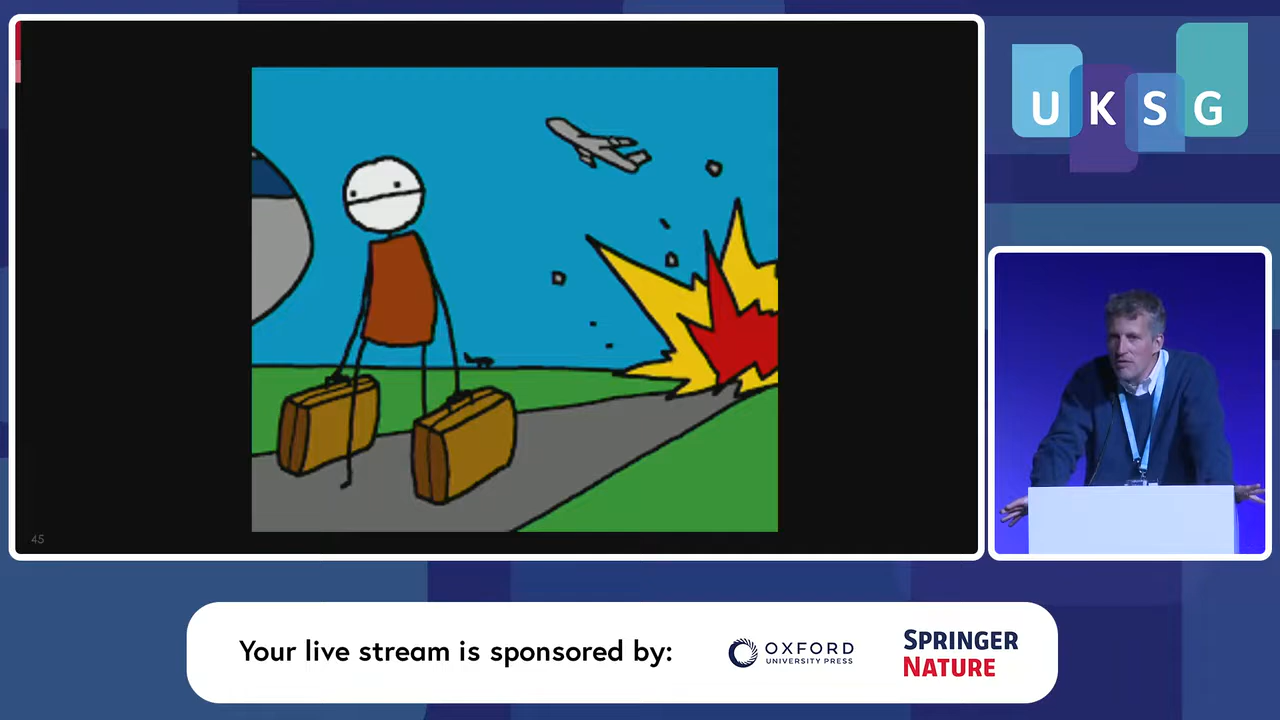 UKSG
45
Your live stream is sponsored by:
OXFORD
UNIVERSITY PRESS
SPRINGER
NATURE